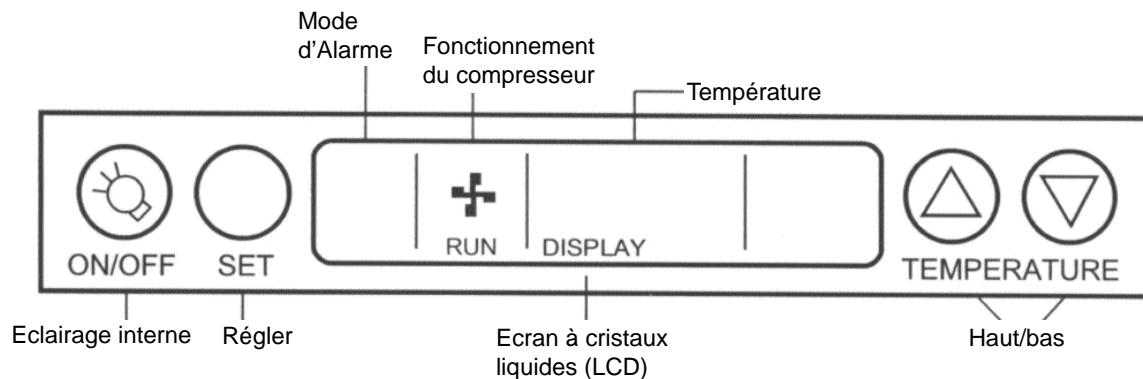 Mode
d'Alarme
Fonctionnement
du compresseur
Température
RUN
DISPLAY
ON/OFF
SET
TEMPERATURE
Eclairage interne
Régler
Ecran à cristaux
liquides (LCD)
Haut/bas